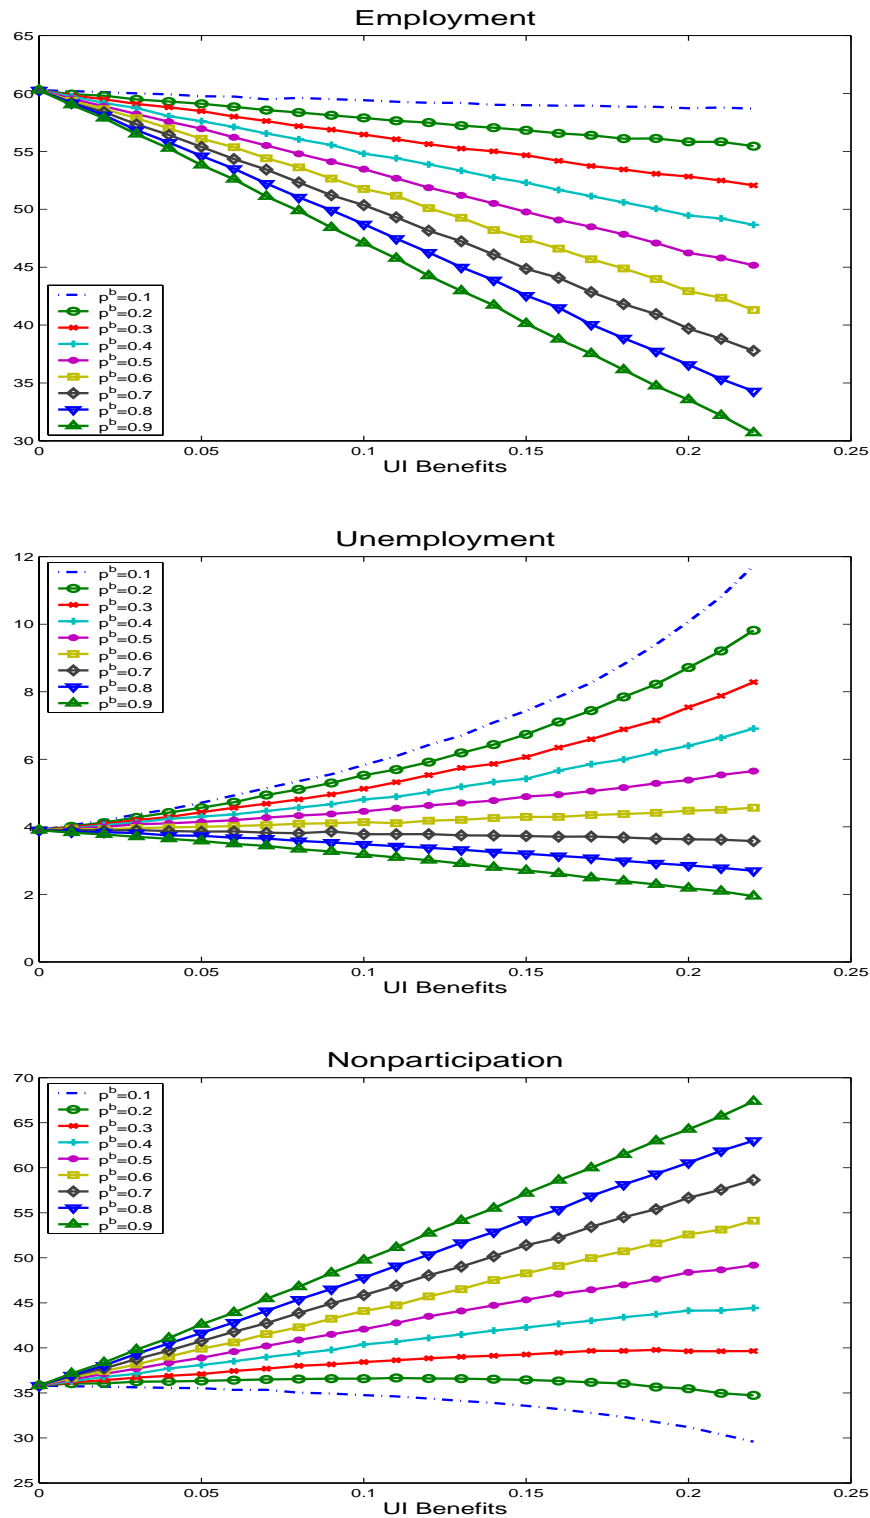 Employment
65
60
55
50
45
40
35
30
p^b=0.1
p^b=0.2
p^b=0.3
p^b=0.4
p^b=0.5
p^b=0.6
p^b=0.7
p^b=0.8
p^b=0.9
0 0.05 0.1 0.15 0.2 0.25
UI Benefits
Unemployment
12
10
8
6
4
2
0
p^b=0.1
p^b=0.2
p^b=0.3
p^b=0.4
p^b=0.5
p^b=0.6
p^b=0.7
p^b=0.8
p^b=0.9
0 0.05 0.1 0.15 0.2 0.25
UI Benefits
Nonparticipation
70
65
60
55
50
45
40
35
30
25
p^b=0.1
p^b=0.2
p^b=0.3
p^b=0.4
p^b=0.5
p^b=0.6
p^b=0.7
p^b=0.8
p^b=0.9
0 0.05 0.1 0.15 0.2 0.25
UI Benefits